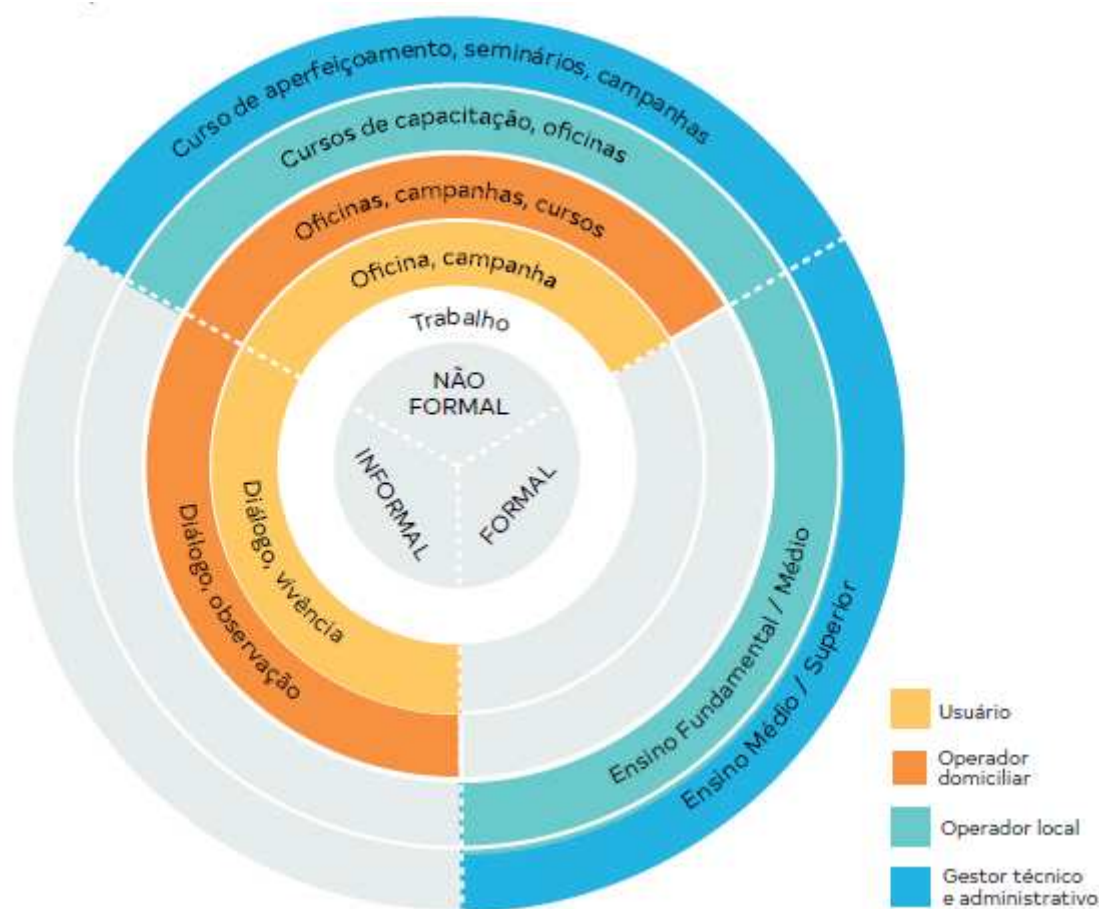 Curso de aperfeiçoamento, seminários, campanhas
Cursos de capacitação, oficinas
Oficinas, campanhas, cursos
Oficina, campanha
Trabalho
NÃO
FORMAL
INFORMAL
FORMAL
Diálogo, vivência
Diálogo, observação
Ensino Fundamental / Médio
Ensino Médio / Superior
Usuário
Operador
domiciliar
Operador local
Gestor técnico
e administrativo